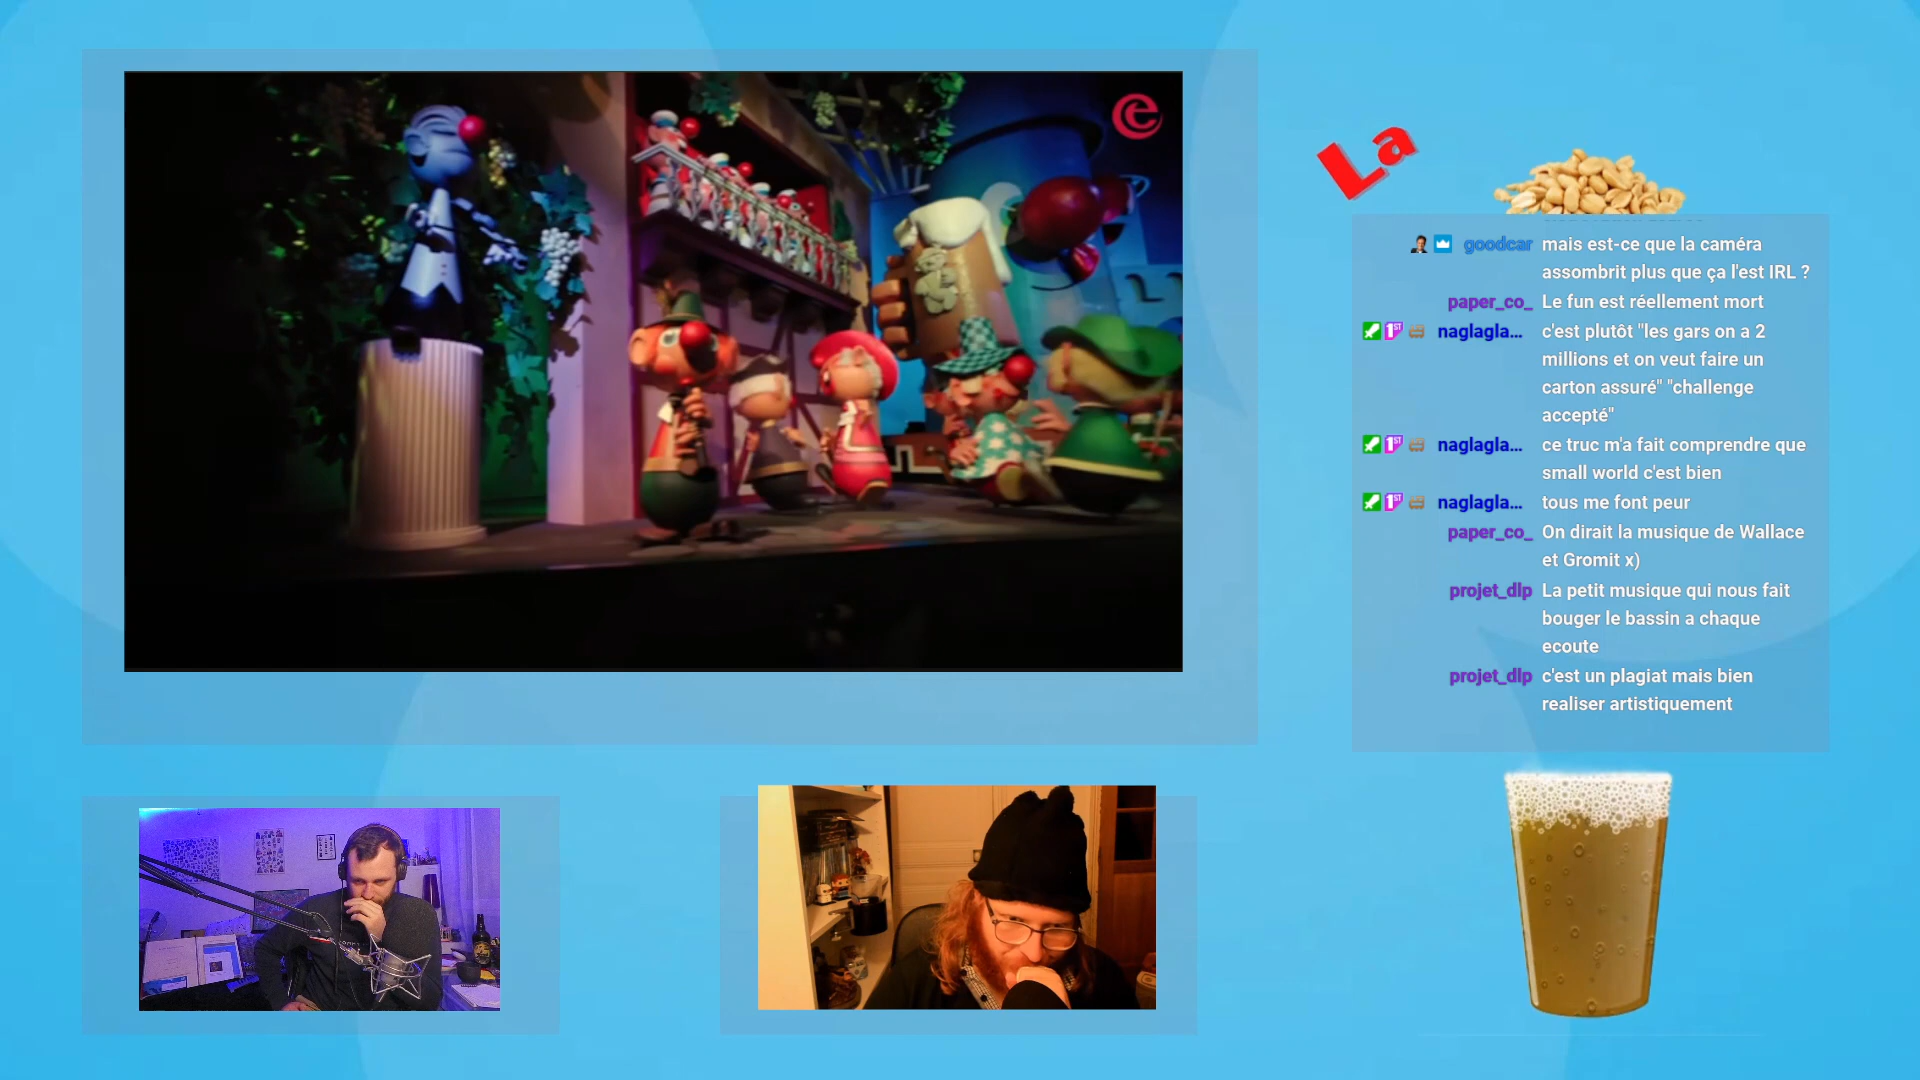 La
goodcar mais est-ce que la caméra
assombrit plus que ça l'est IRL ?
paper_co_ Le fun est réellement mort
naglagla... c'est plutôt "les gars on a 2
millions et on veut faire un
carton assuré" "challenge
accepté"
naglagla... ce truc m'a fait comprendre que
small world c'est bien
naglagla... tous me font peur
paper_co_ On dirait la musique de Wallace
et Gromit x)
projet_dlp La petit musique qui nous fait
bouger le bassin a chaque
ecoute
projet_dlp c'est un plagiat mais bien
realiser artistiquement